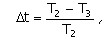 Δt = (T₂ − T₃) / T₂ ,